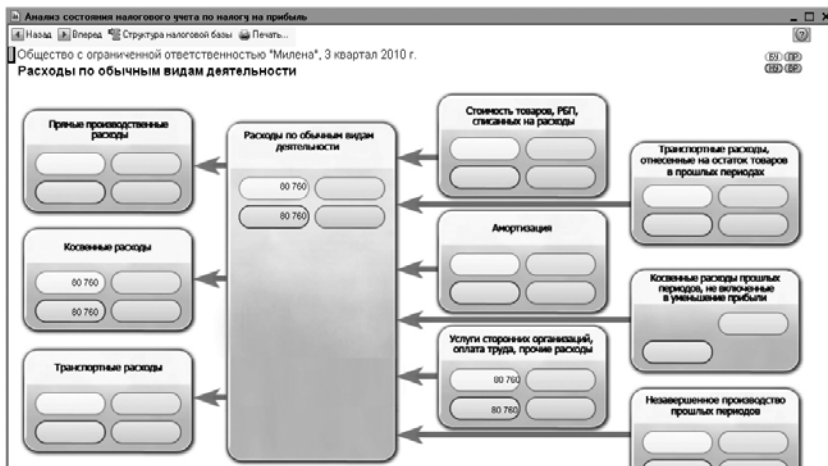 Анализ состояния налогового учета по налогу на прибыль
Назад Вперед Структура налоговой базы Печать...
Общество с ограниченной ответственностью "Милена", 3 квартал 2010 г.
Расходы по обычным видам деятельности
БУ ПР
НУ ВР
Прямые производственные
расходы
Косвенные расходы
80 760
80 760
Транспортные расходы
Расходы по обычным видам
деятельности
80 760
80 760
Стоимость товаров, РБП,
списанных на расходы
Амортизация
Услуги сторонних организаций,
оплата труда, прочие расходы
80 760
80 760
Транспортные расходы,
отнесенные на остаток товаров
в прошлых периодах
Косвенные расходы прошлых
периодов, не включенные
в уменьшение прибыли
Незавершенное производство
прошлых периодов